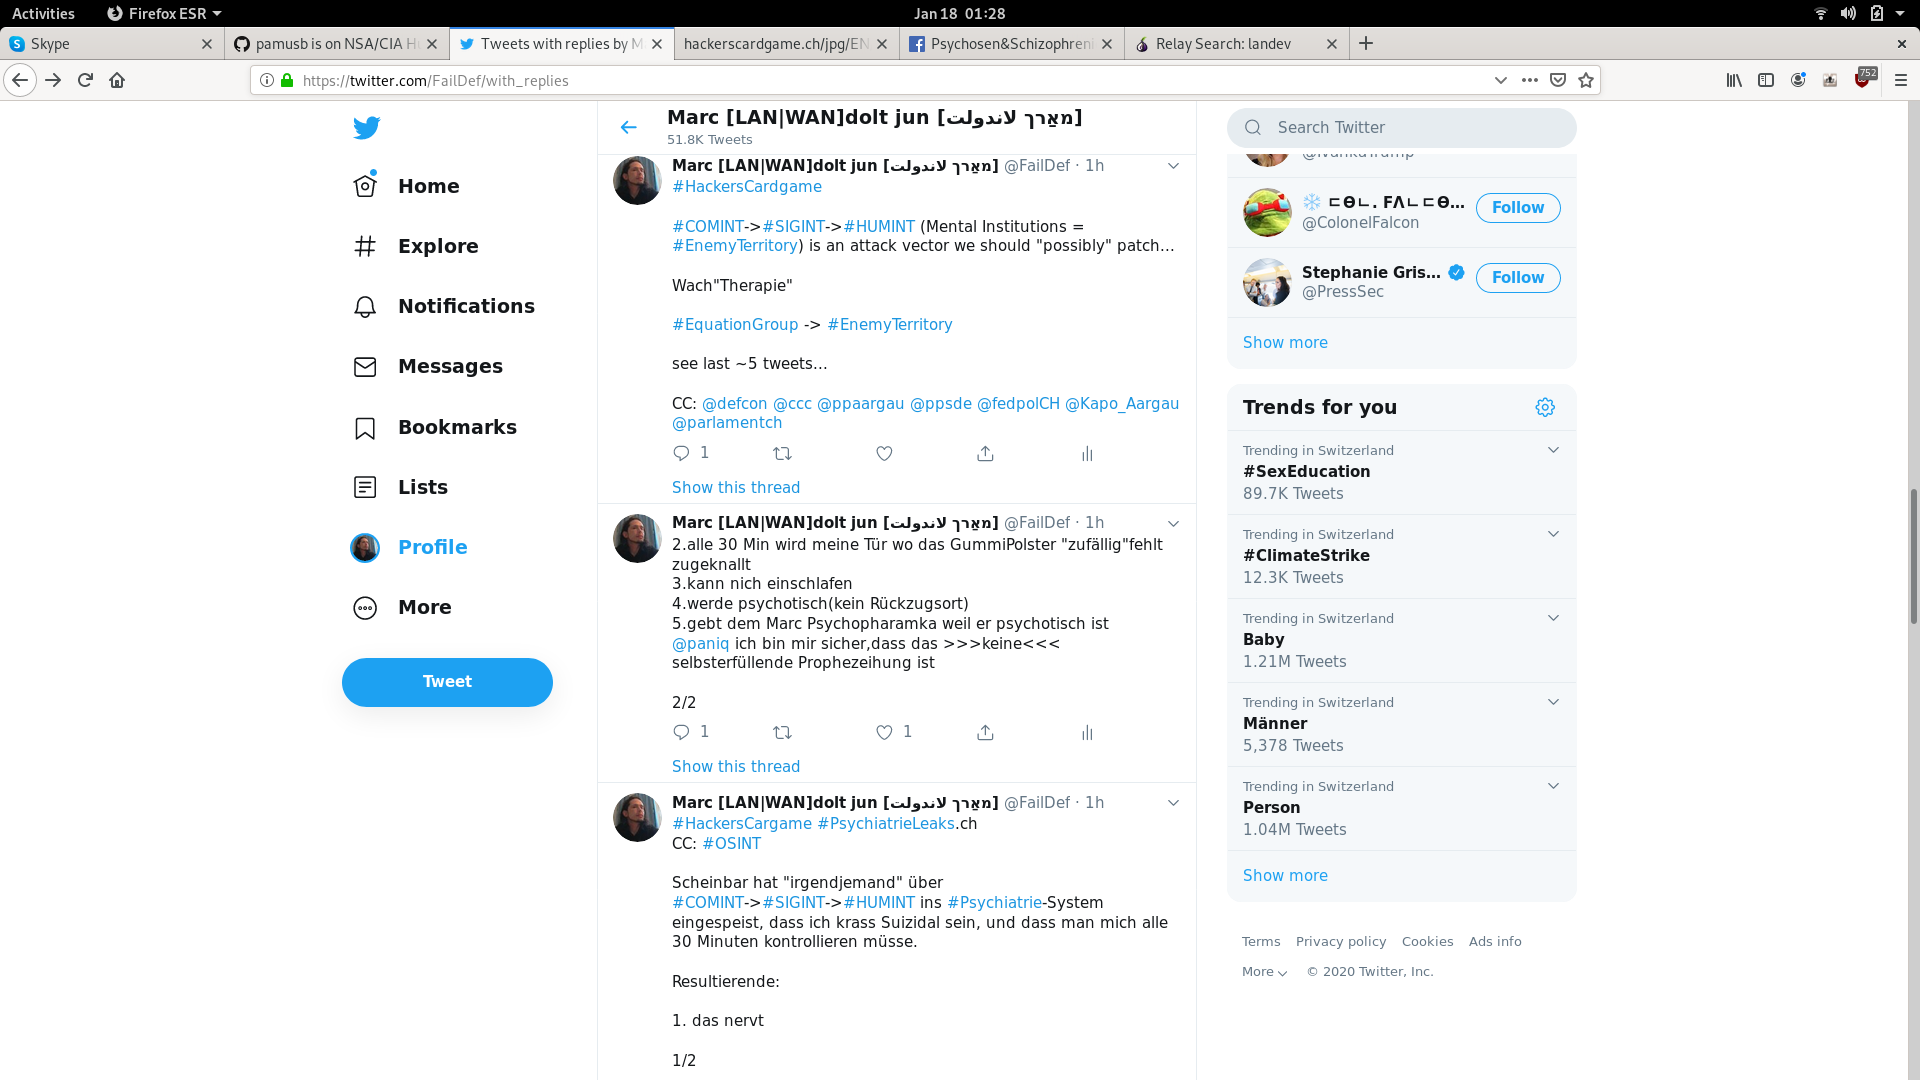 Activities
Firefox ESR
Jan 18 01:28
Skype
pamusb is on NSA/CIA H
Tweets with replies by M
hackerscardgame.ch/jpg/EN
Psychosen&Schizophren
Relay Search: landev
https://twitter.com/FailDef/with_replies
752
Home
Explore
Notifications
Messages
Bookmarks
Lists
Profile
More
Tweet
Marc [LAN|WAN]dolt jun [מאַרך לאנדולת]
51.8K Tweets
Marc [LAN|WAN]dolt jun [מאַרך לאנדולת] @FailDef · 1h
#HackersCardgame
#COMINT->#SIGINT->#HUMINT (Mental Institutions =
#EnemyTerritory) is an attack vector we should "possibly" patch...
Wach"Therapie"
#EquationGroup -> #EnemyTerritory
see last ~5 tweets...
CC: @defcon @ccc @ppaargau @ppsde @fedpolCH @Kapo_Aargau
@parlamentch
1
Show this thread
Marc [LAN|WAN]dolt jun [מאַרך לאנדולת] @FailDef · 1h
2.alle 30 Min wird meine Tür wo das GummiPolster "zufällig"fehlt
zugeknallt
3.kann nich einschlafen
4.werde psychotisch(kein Rückzugsort)
5.gebt dem Marc Psychopharamka weil er psychotisch ist
@paniq ich bin mir sicher,dass das >>>keine<<<
selbsterfüllende Prophezeihung ist
2/2
1 1
Show this thread
Marc [LAN|WAN]dolt jun [מאַרך לאנדולת] @FailDef · 1h
#HackersCargame #PsychiatrieLeaks.ch
CC: #OSINT
Scheinbar hat "irgendjemand" über
#COMINT->#SIGINT->#HUMINT ins #Psychiatrie-System
eingespeist, dass ich krass Suizidal sein, und dass man mich alle
30 Minuten kontrollieren müsse.
Resultierende:
1. das nervt
1/2
Search Twitter
@IvankaTrump
Follow
@ColonelFalcon
Stephanie Gris...
Follow
@PressSec
Show more
Trends for you
Trending in Switzerland
#SexEducation
89.7K Tweets
Trending in Switzerland
#ClimateStrike
12.3K Tweets
Trending in Switzerland
Baby
1.21M Tweets
Trending in Switzerland
Männer
5,378 Tweets
Trending in Switzerland
Person
1.04M Tweets
Show more
Terms Privacy policy Cookies Ads info
More © 2020 Twitter, Inc.